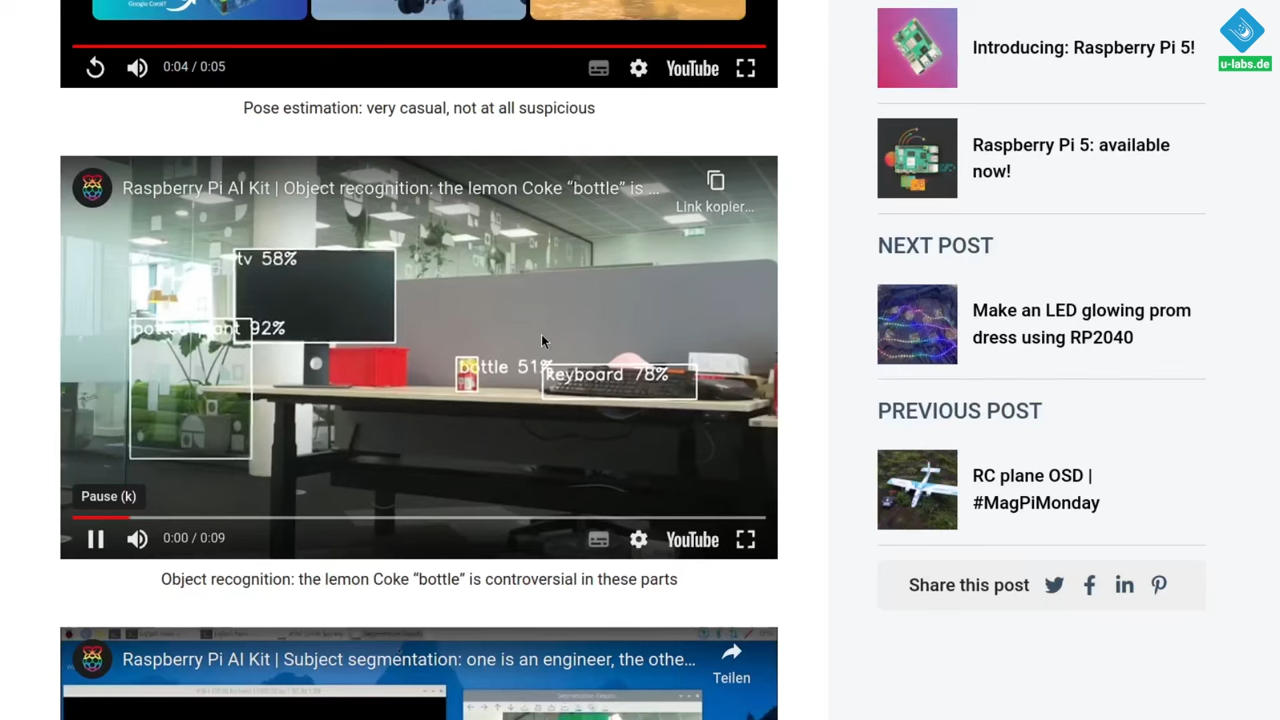 Google Coral?
0:04 / 0:05
YouTube
Pose estimation: very casual, not at all suspicious
Raspberry Pi AI Kit | Object recognition: the lemon Coke “bottle” is ...
Link kopier...
tv 58%
potted plant 92%
bottle 51%
keyboard 78%
Pause (k)
0:00 / 0:09
YouTube
Object recognition: the lemon Coke “bottle” is controversial in these parts
Raspberry Pi AI Kit | Subject segmentation: one is an engineer, the othe...
Teilen
Introducing: Raspberry Pi 5!
Raspberry Pi 5: available
now!
NEXT POST
Make an LED glowing prom
dress using RP2040
PREVIOUS POST
RC plane OSD |
#MagPiMonday
Share this post
u-labs.de